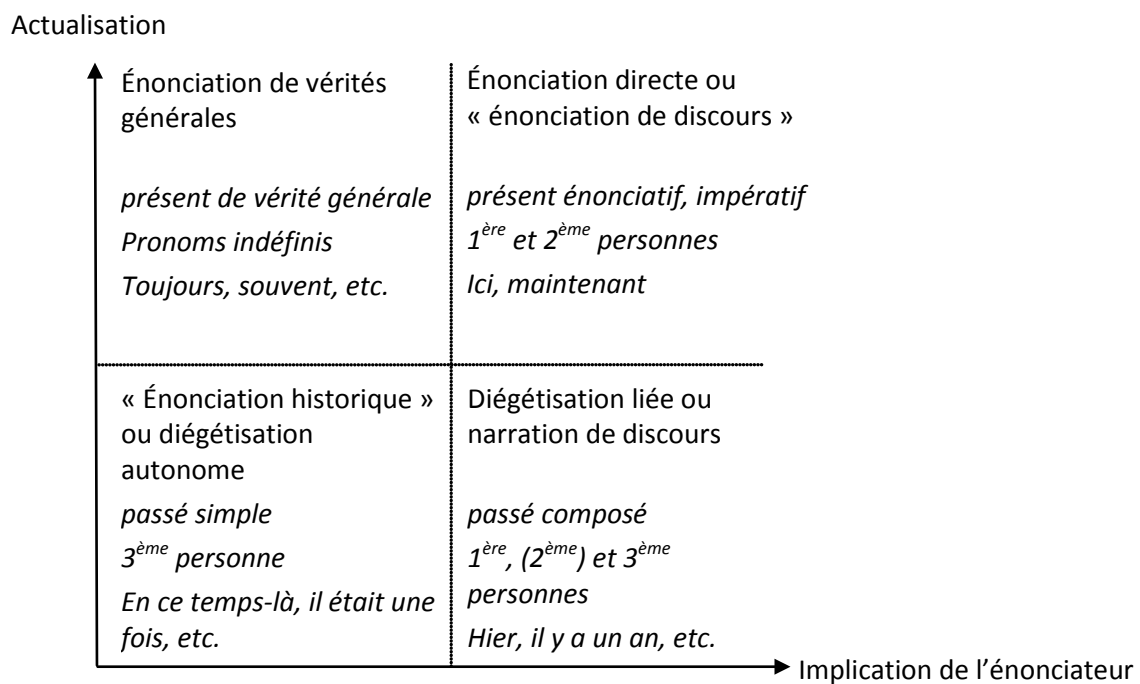 Actualisation
Énonciation de vérités
générales
présent de vérité générale
Pronoms indéfinis
Toujours, souvent, etc.
Énonciation directe ou
« énonciation de discours »
présent énonciatif, impératif
1ère et 2ème personnes
Ici, maintenant
« Énonciation historique »
ou diégétisation
autonome
passé simple
3ème personne
En ce temps-là, il était une
fois, etc.
Diégétisation liée ou
narration de discours
passé composé
1ère, (2ème) et 3ème
personnes
Hier, il y a un an, etc.
Implication de l’énonciateur